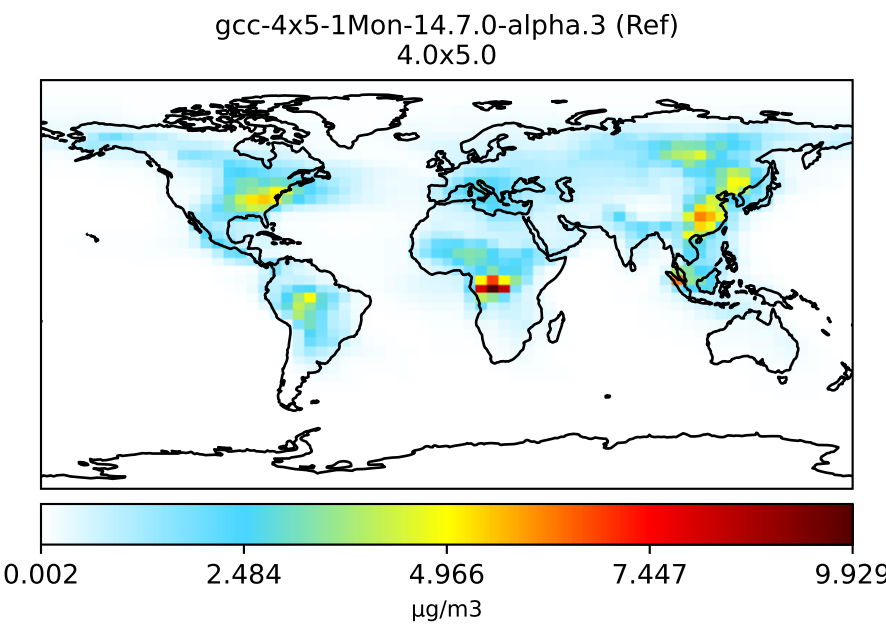 gcc-4x5-1Mon-14.7.0-alpha.3 (Ref)
4.0x5.0
0.002 2.484 4.966 7.447 9.929
μg/m3